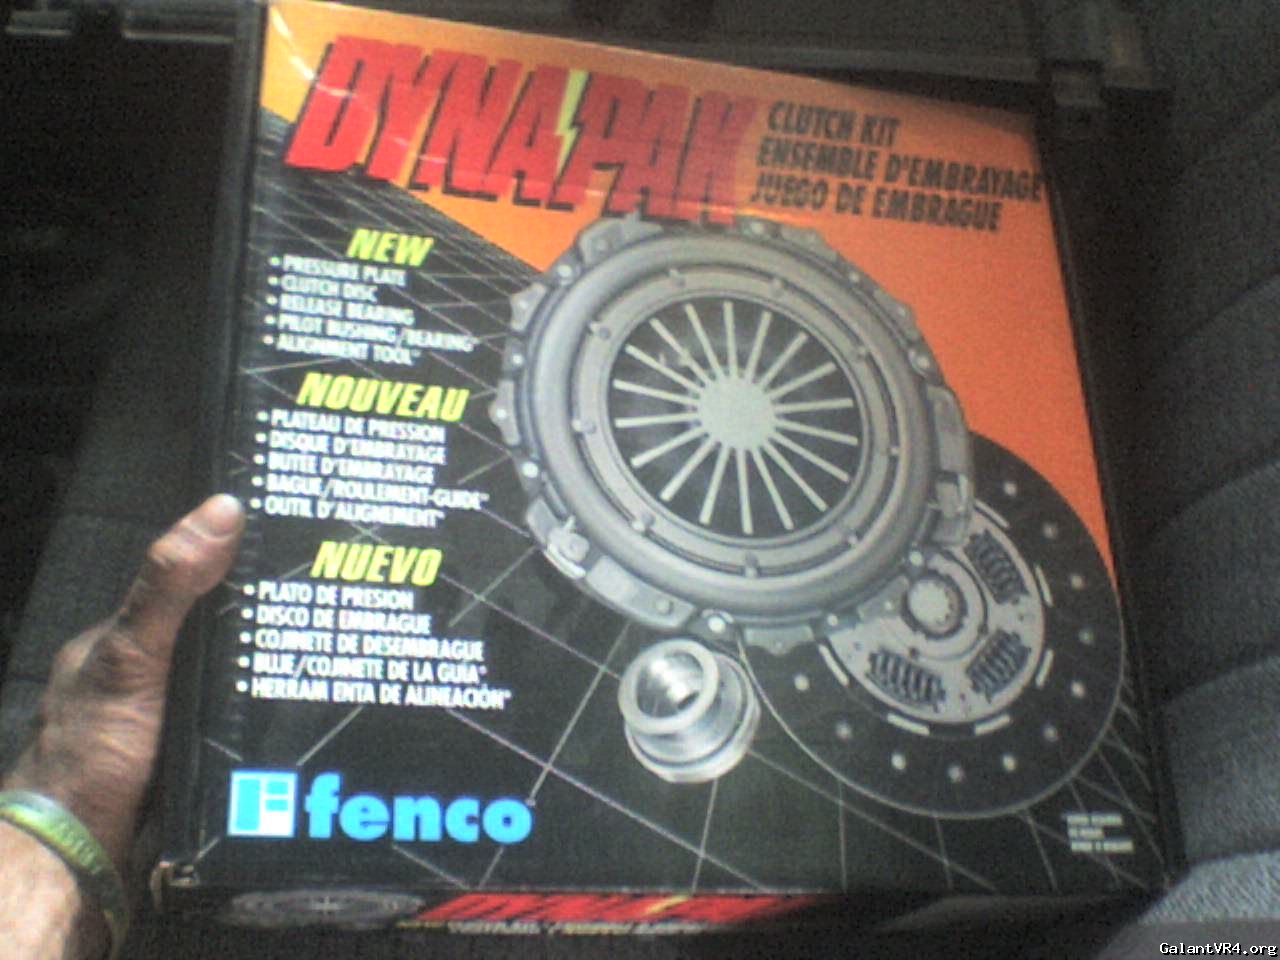 DYNAPAK
CLUTCH KIT
ENSEMBLE D'EMBRAYAGE
JUEGO DE EMBRAGUE
NEW
• PRESSURE PLATE
• CLUTCH DISC
• RELEASE BEARING
• PILOT BUSHING/BEARING*
• ALIGNMENT TOOL*
NOUVEAU
• PLATEAU DE PRESSION
• DISQUE D'EMBRAYAGE
• BUTEE D'EMBRAYAGE
• BAGUE/ROULEMENT-GUIDE*
• OUTIL D'ALIGNEMENT*
NUEVO
• PLATO DE PRESION
• DISCO DE EMBRAGUE
• COJINETE DE DESEMBRAGUE
• BUJE/COJINETE DE LA GUIA*
• HERRAM ENTA DE ALINEACIÓN*
fenco
DYNAPAK
GalantVR4.org